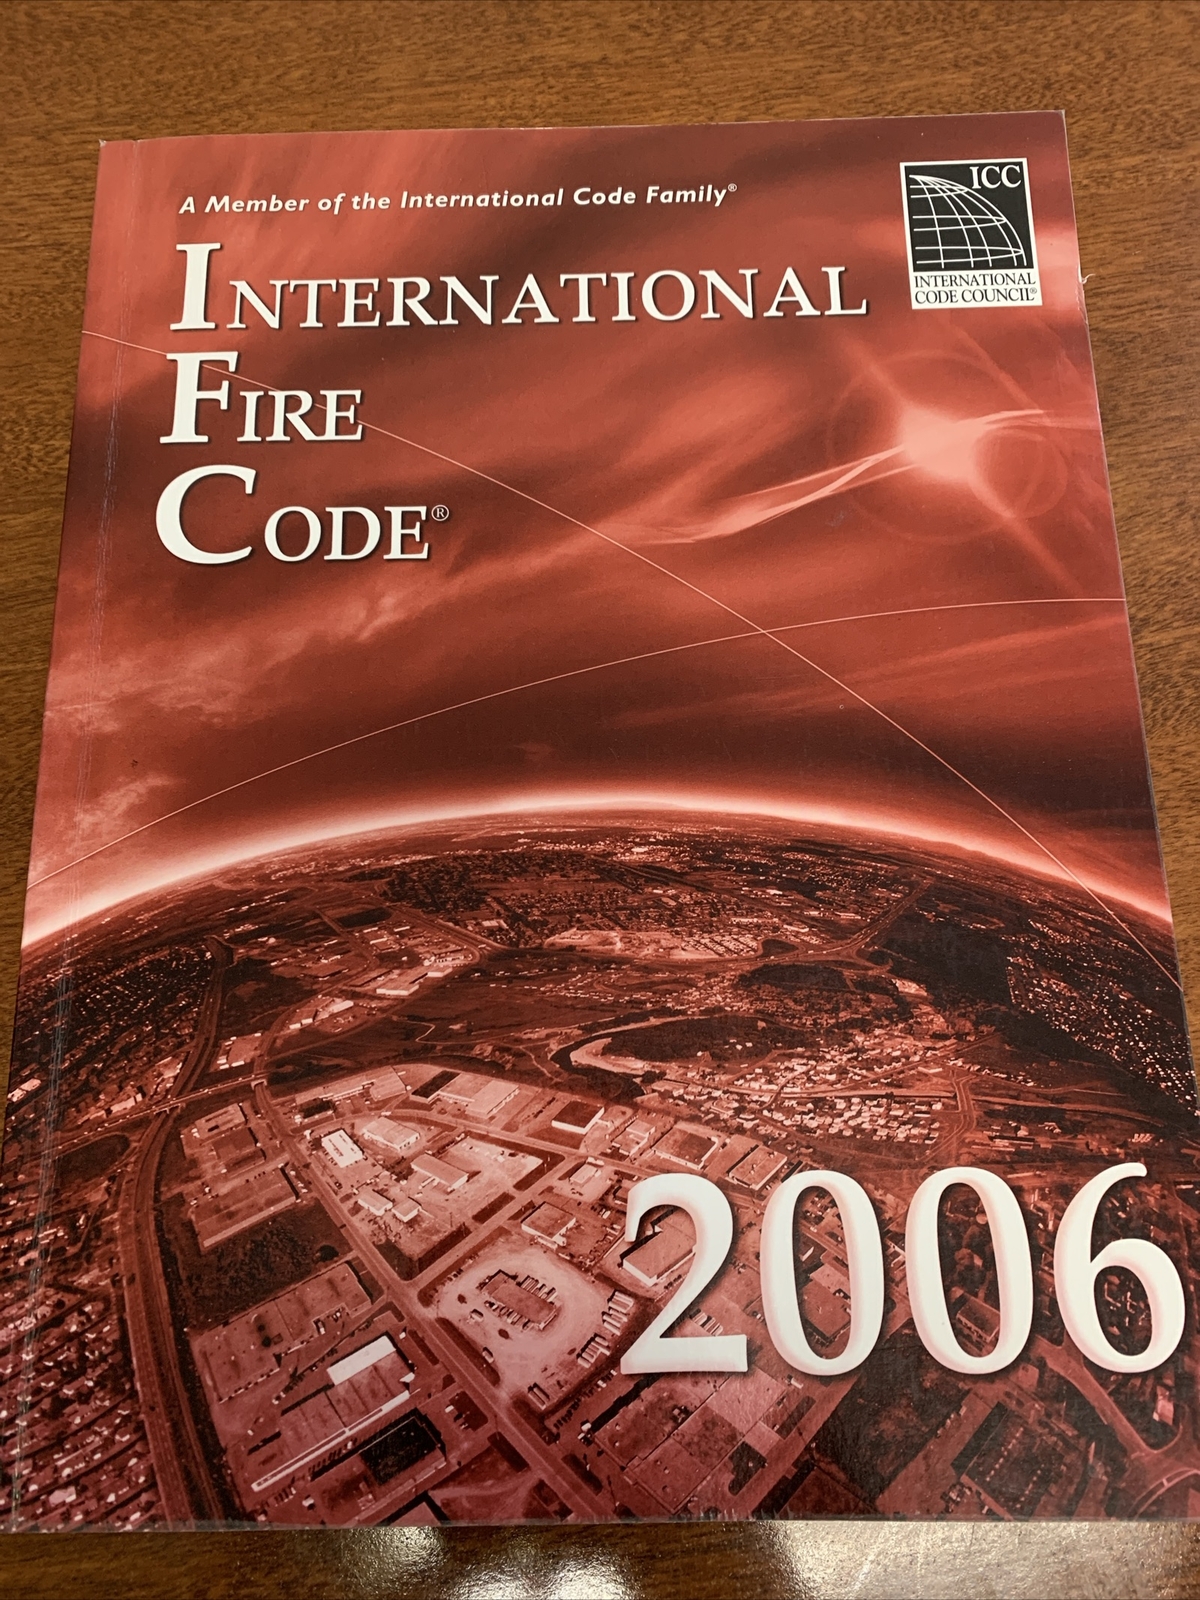 A Member of the International Code Family®
ICC
INTERNATIONAL
CODE COUNCIL®
INTERNATIONAL
FIRE
CODE®
2006